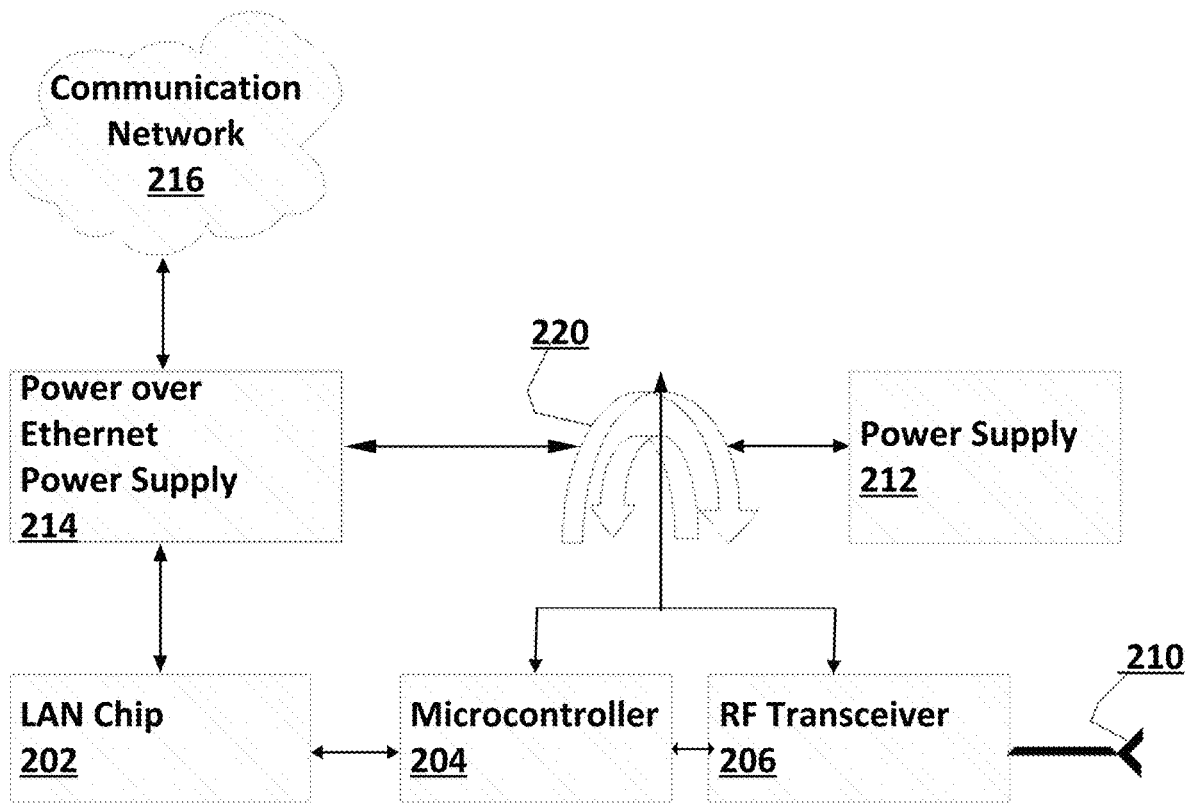 Communication
Network
216
220
Power over
Ethernet
Power Supply
214
Power Supply
212
210
LAN Chip
202
Microcontroller
204
RF Transceiver
206